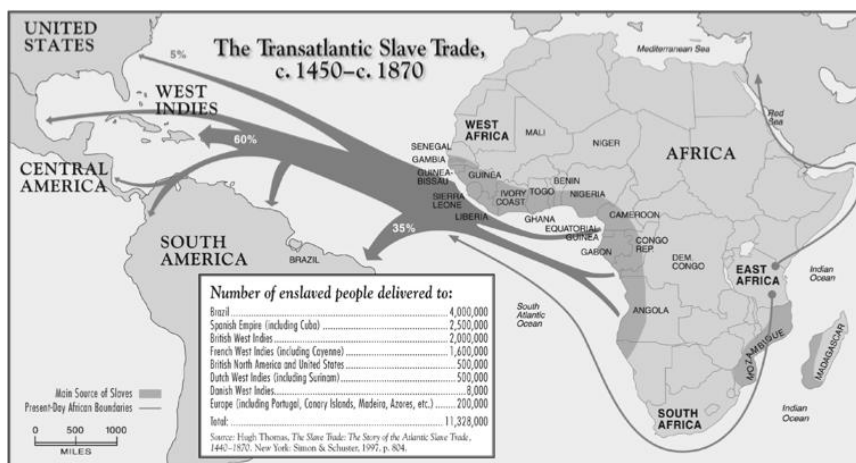 The Transatlantic Slave Trade,
c. 1450–c. 1870
UNITED
STATES
5%
WEST
INDIES
60%
CENTRAL
AMERICA
SOUTH
AMERICA
BRAZIL
35%
Mediterranean Sea
Red
Sea
WEST
AFRICA
MALI
NIGER
AFRICA
SENEGAL
GAMBIA
GUINEA-
BISSAU
GUINEA
SIERRA
LEONE
LIBERIA
IVORY
COAST
TOGO
BENIN
NIGERIA
GHANA
CAMEROON
EQUATORIAL
GUINEA
GABON
CONGO
REP.
DEM.
CONGO
EAST
AFRICA
Indian
Ocean
ANGOLA
South
Atlantic
Ocean
MOZAMBIQUE
MADAGASCAR
SOUTH
AFRICA
Indian
Ocean
Number of enslaved people delivered to:
Brazil ........ 4,000,000
Spanish Empire (including Cuba) ........ 2,500,000
British West Indies ........ 2,000,000
French West Indies (including Cayenne) ........ 1,600,000
British North America and United States ........ 500,000
Dutch West Indies (including Surinam) ........ 500,000
Danish West Indies ........ 8,000
Europe (including Portugal, Canary Islands, Madeira, Azores, etc.) ........ 200,000
Total: ........ 11,328,000
Source: Hugh Thomas, The Slave Trade: The Story of the Atlantic Slave Trade,
1440–1870. New York: Simon & Schuster, 1997, p. 804.
Main Source of Slaves
Present-Day African Boundaries
0 500 1000
MILES